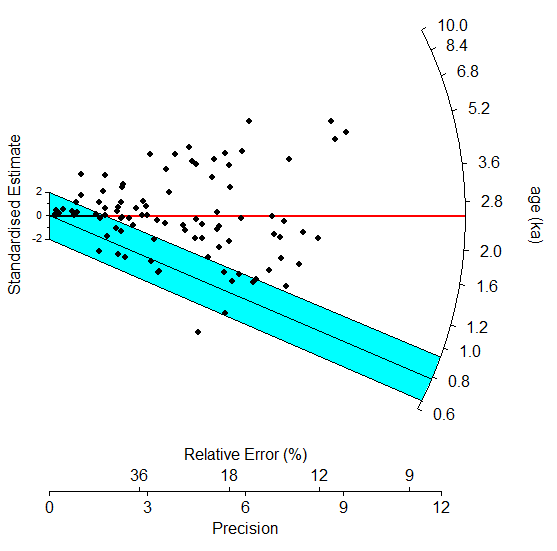 10.0
8.4
6.8
5.2
3.6
2.8
2.0
1.6
1.2
1.0
0.8
0.6
age (ka)
Standardised Estimate
2
0
-2
Relative Error (%)
36 18 12 9
0 3 6 9 12
Precision